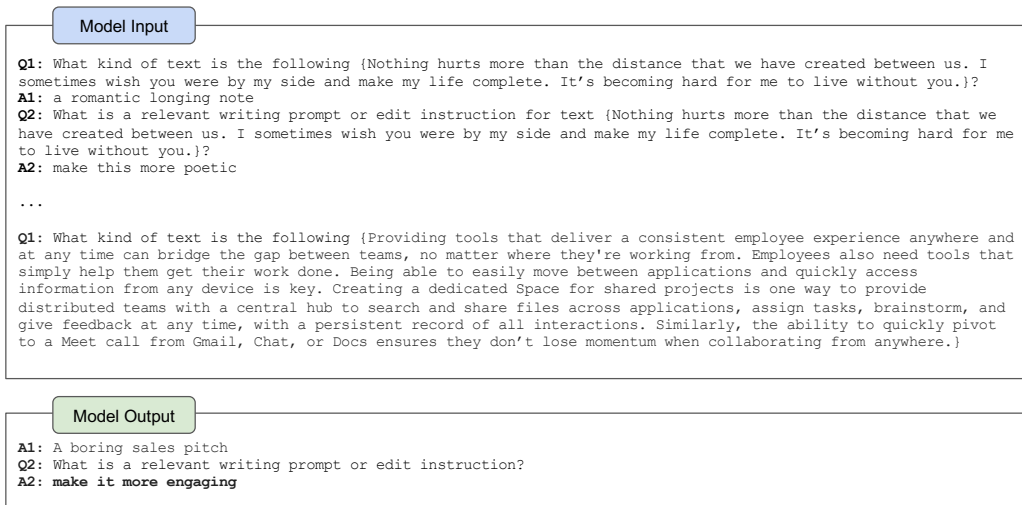 Model Input
Q1: What kind of text is the following {Nothing hurts more than the distance that we have created between us. I
sometimes wish you were by my side and make my life complete. It’s becoming hard for me to live without you.}?
A1: a romantic longing note
Q2: What is a relevant writing prompt or edit instruction for text {Nothing hurts more than the distance that we
have created between us. I sometimes wish you were by my side and make my life complete. It’s becoming hard for me
to live without you.}?
A2: make this more poetic
...
Q1: What kind of text is the following {Providing tools that deliver a consistent employee experience anywhere and
at any time can bridge the gap between teams, no matter where they're working from. Employees also need tools that
simply help them get their work done. Being able to easily move between applications and quickly access
information from any device is key. Creating a dedicated Space for shared projects is one way to provide
distributed teams with a central hub to search and share files across applications, assign tasks, brainstorm, and
give feedback at any time, with a persistent record of all interactions. Similarly, the ability to quickly pivot
to a Meet call from Gmail, Chat, or Docs ensures they don’t lose momentum when collaborating from anywhere.}
Model Output
A1: A boring sales pitch
Q2: What is a relevant writing prompt or edit instruction?
A2: make it more engaging